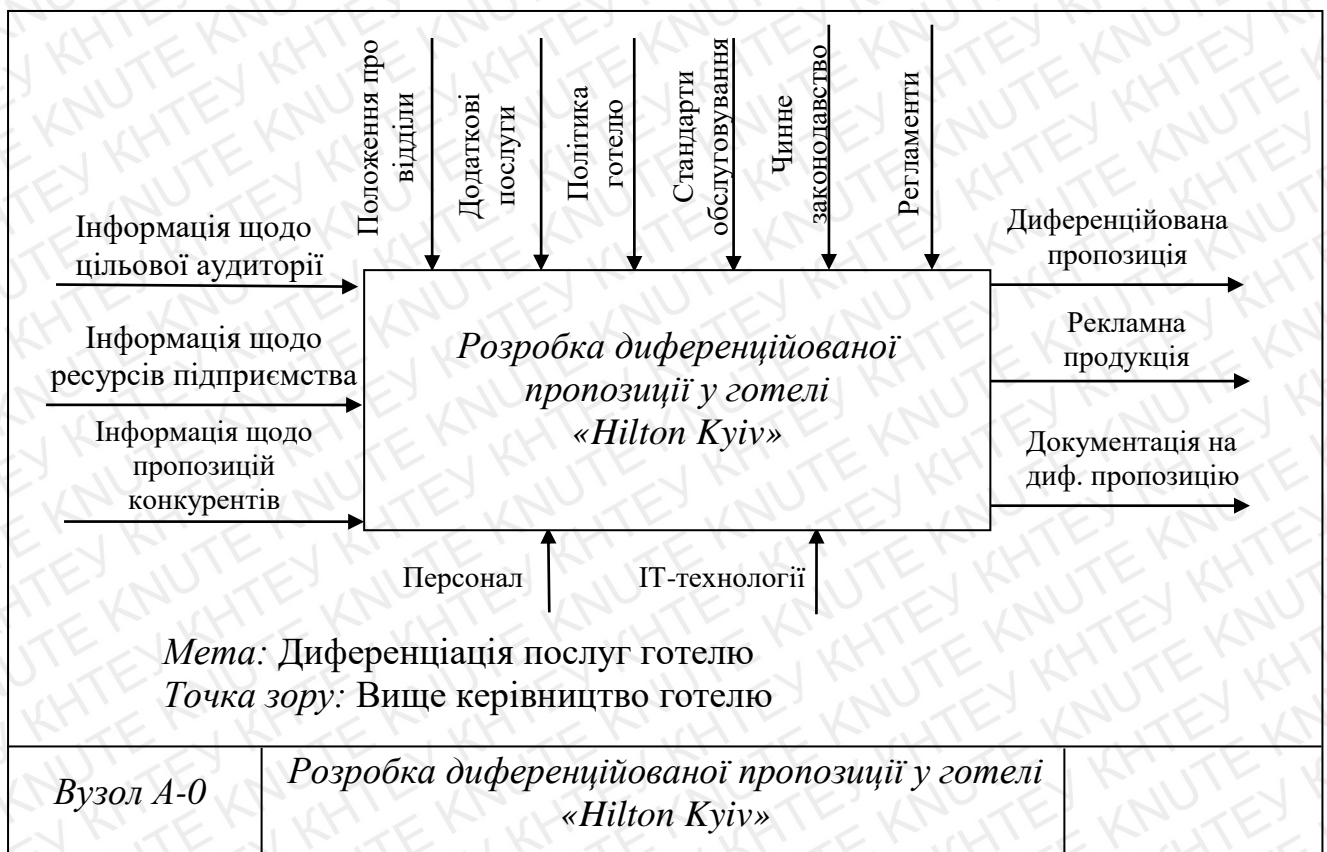 Положення про
відділи
Додаткові
послуги
Політика
готелю
Стандарти
обслуговування
Чинне
законодавство
Регламенти
Інформація щодо
цільової аудиторії
Інформація щодо
ресурсів підприємства
Інформація щодо
пропозицій
конкурентів
Розробка диференційованої
пропозиції у готелі
«Hilton Kyiv»
Диференційована
пропозиція
Рекламна
продукція
Документація на
диф. пропозицію
Персонал
ІТ-технології
Мета: Диференціація послуг готелю
Точка зору: Вище керівництво готелю
Вузол А-0
Розробка диференційованої пропозиції у готелі
«Hilton Kyiv»